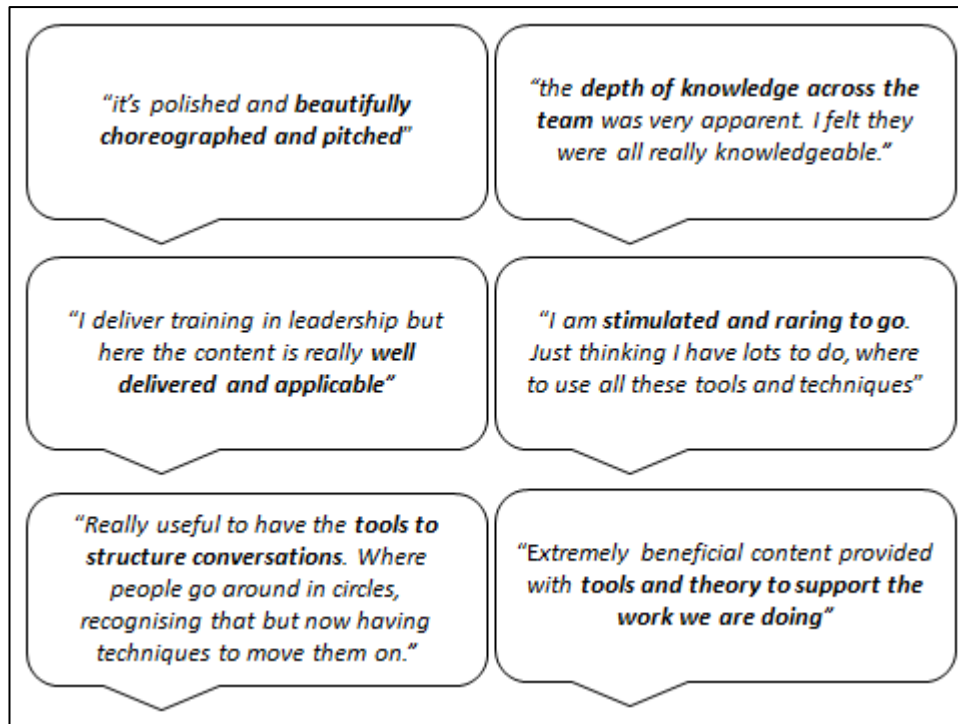 “it’s polished and beautifully
choreographed and pitched”
“the depth of knowledge across the
team was very apparent. I felt they
were all really knowledgeable.”
“I deliver training in leadership but
here the content is really well
delivered and applicable”
“I am stimulated and raring to go.
Just thinking I have lots to do, where
to use all these tools and techniques”
“Really useful to have the tools to
structure conversations. Where
people go around in circles,
recognising that but now having
techniques to move them on.”
“Extremely beneficial content provided
with tools and theory to support the
work we are doing”